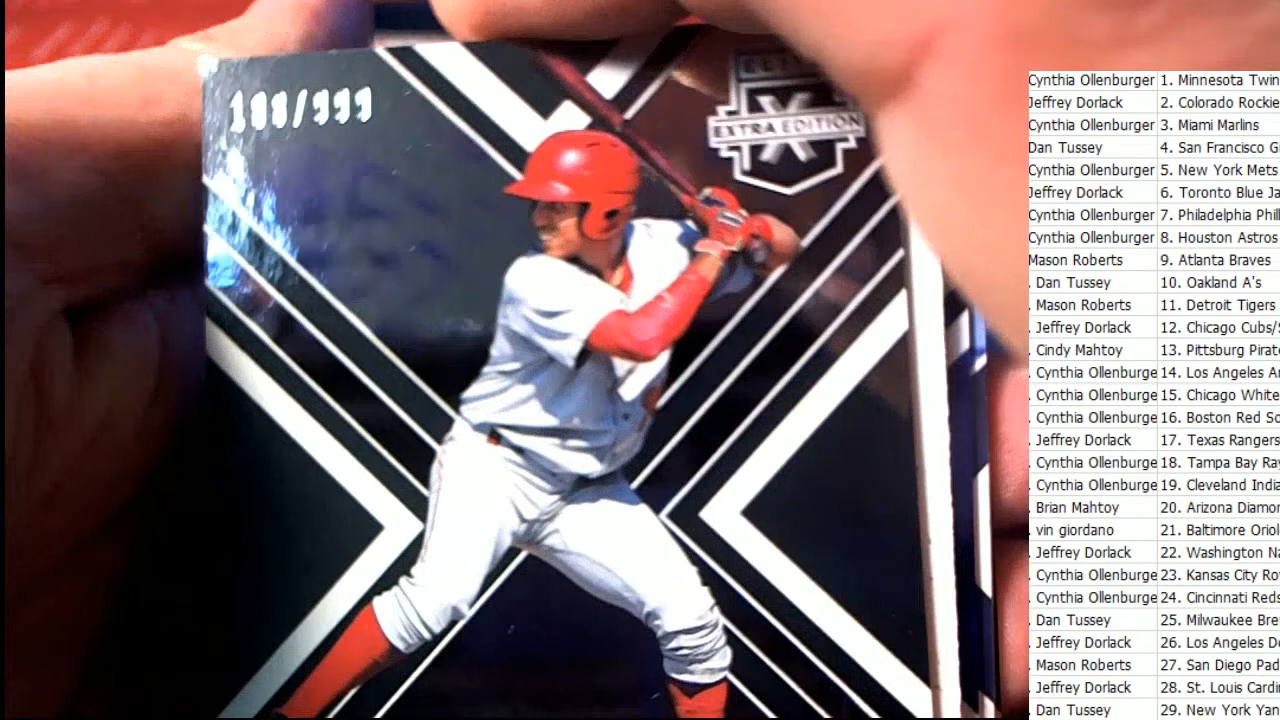 188/999
EXTRA EDITION
X
Cynthia Ollenburger 1. Minnesota Twin
Jeffrey Dorlack 2. Colorado Rockie
Cynthia Ollenburger 3. Miami Marlins
Dan Tussey 4. San Francisco G
Cynthia Ollenburger 5. New York Mets
Jeffrey Dorlack 6. Toronto Blue Ja
Cynthia Ollenburger 7. Philadelphia Phil
Cynthia Ollenburger 8. Houston Astros
Mason Roberts 9. Atlanta Braves
. Dan Tussey 10. Oakland A's
. Mason Roberts 11. Detroit Tigers
. Jeffrey Dorlack 12. Chicago Cubs/
. Cindy Mahtoy 13. Pittsburg Pirat
. Cynthia Ollenburge 14. Los Angeles A
. Cynthia Ollenburge 15. Chicago White
. Cynthia Ollenburge 16. Boston Red So
. Jeffrey Dorlack 17. Texas Rangers
. Cynthia Ollenburge 18. Tampa Bay Ray
. Cynthia Ollenburge 19. Cleveland India
. Brian Mahtoy 20. Arizona Diamo
. vin giordano 21. Baltimore Oriol
. Jeffrey Dorlack 22. Washington Na
. Cynthia Ollenburge 23. Kansas City Ro
. Cynthia Ollenburge 24. Cincinnati Reds
. Dan Tussey 25. Milwaukee Bre
. Jeffrey Dorlack 26. Los Angeles D
. Mason Roberts 27. San Diego Pad
. Jeffrey Dorlack 28. St. Louis Cardi
. Dan Tussey 29. New York Yan